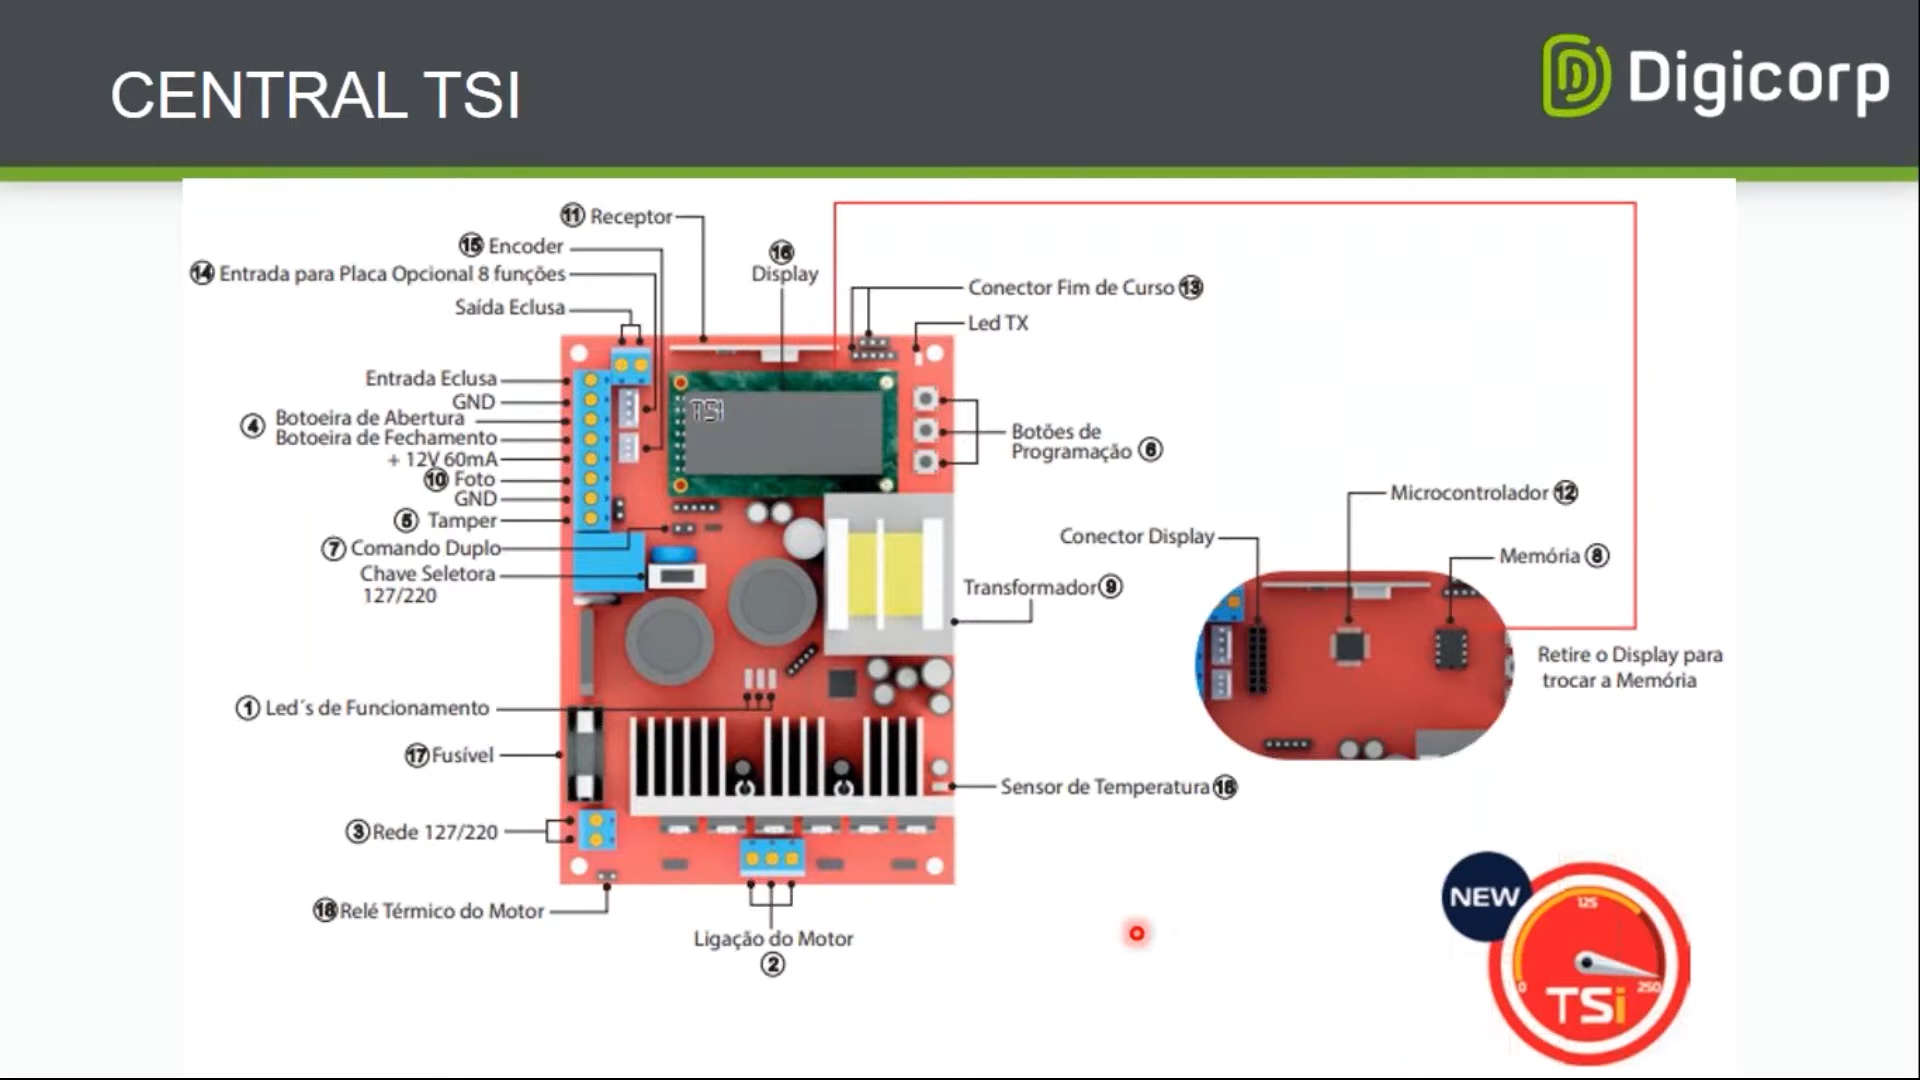 CENTRAL TSI
Digicorp
11 Receptor
15 Encoder
14 Entrada para Placa Opcional 8 funções
Saída Eclusa
16
Display
Conector Fim de Curso 13
Led TX
Entrada Eclusa
GND
4 Botoeira de Abertura
Botoeira de Fechamento
+ 12V 60mA
10 Foto
GND
5 Tamper
7 Comando Duplo
Chave Seletora
127/220
TSI
Botões de
Programação 6
Transformador 9
Microcontrolador 12
Conector Display
Memória 8
Retire o Display para
trocar a Memória
1 Led´s de Funcionamento
17 Fusível
Sensor de Temperatura 18
3 Rede 127/220
18 Relé Térmico do Motor
Ligação do Motor
2
NEW
125
0
250
TSi